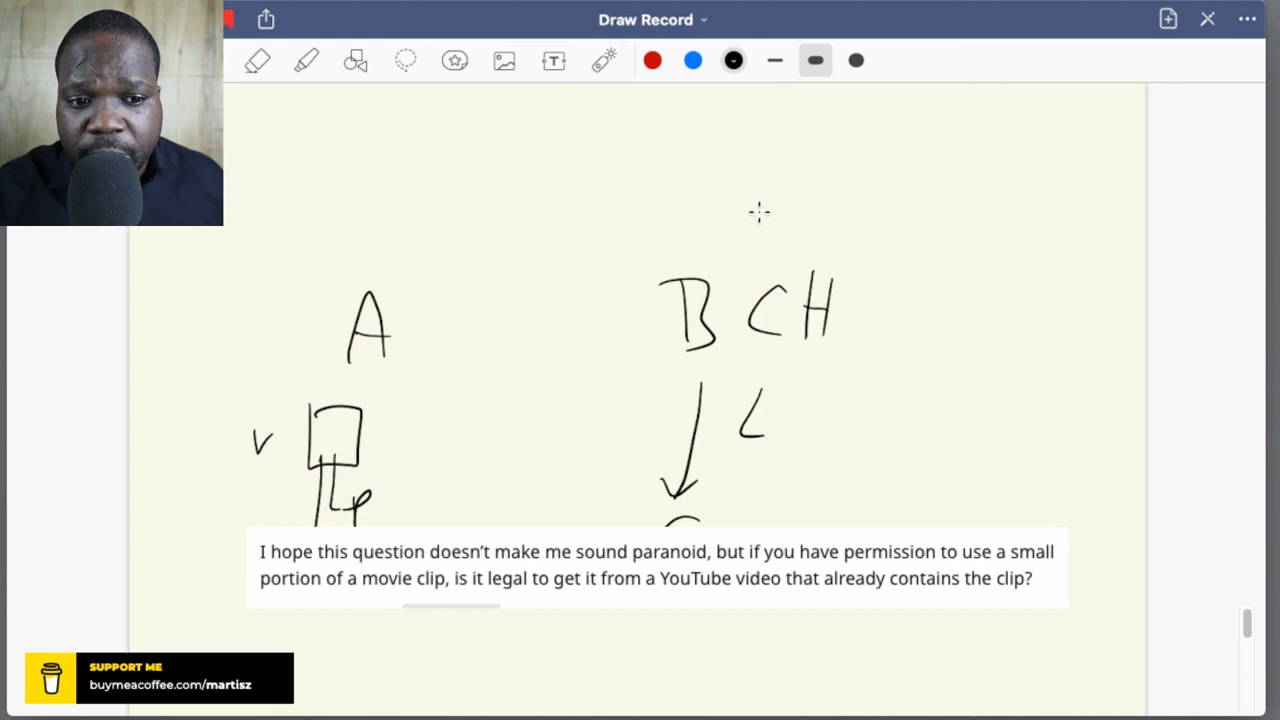 Draw Record
T
A
B CH
L
v
LP
I hope this question doesn't make me sound paranoid, but if you have permission to use a small
portion of a movie clip, is it legal to get it from a YouTube video that already contains the clip?
SUPPORT ME
buymeacoffee.com/martisz